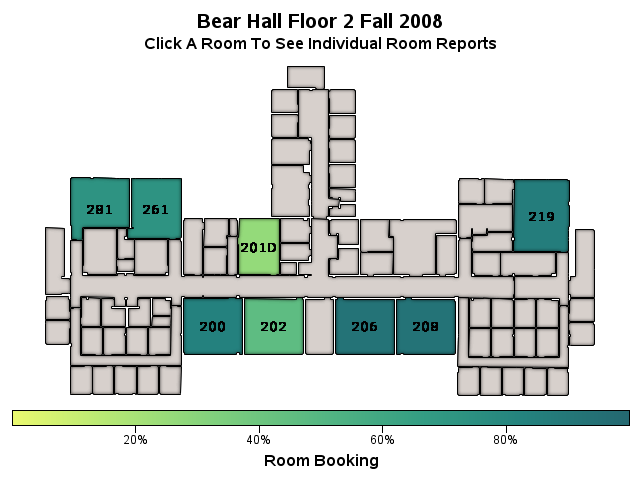 Bear Hall Floor 2 Fall 2008
Click A Room To See Individual Room Reports
281 261 219
201D
200 202 206 208
20% 40% 60% 80%
Room Booking